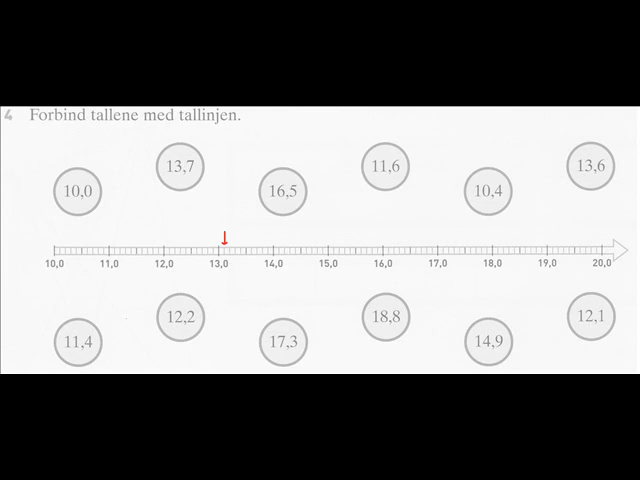 4 Forbind tallene med tallinjen.
13,7 11,6 13,6
10,0 16,5 10,4
10,0 11,0 12,0 13,0 14,0 15,0 16,0 17,0 18,0 19,0 20,0
12,2 18,8 12,1
11,4 17,3 14,9